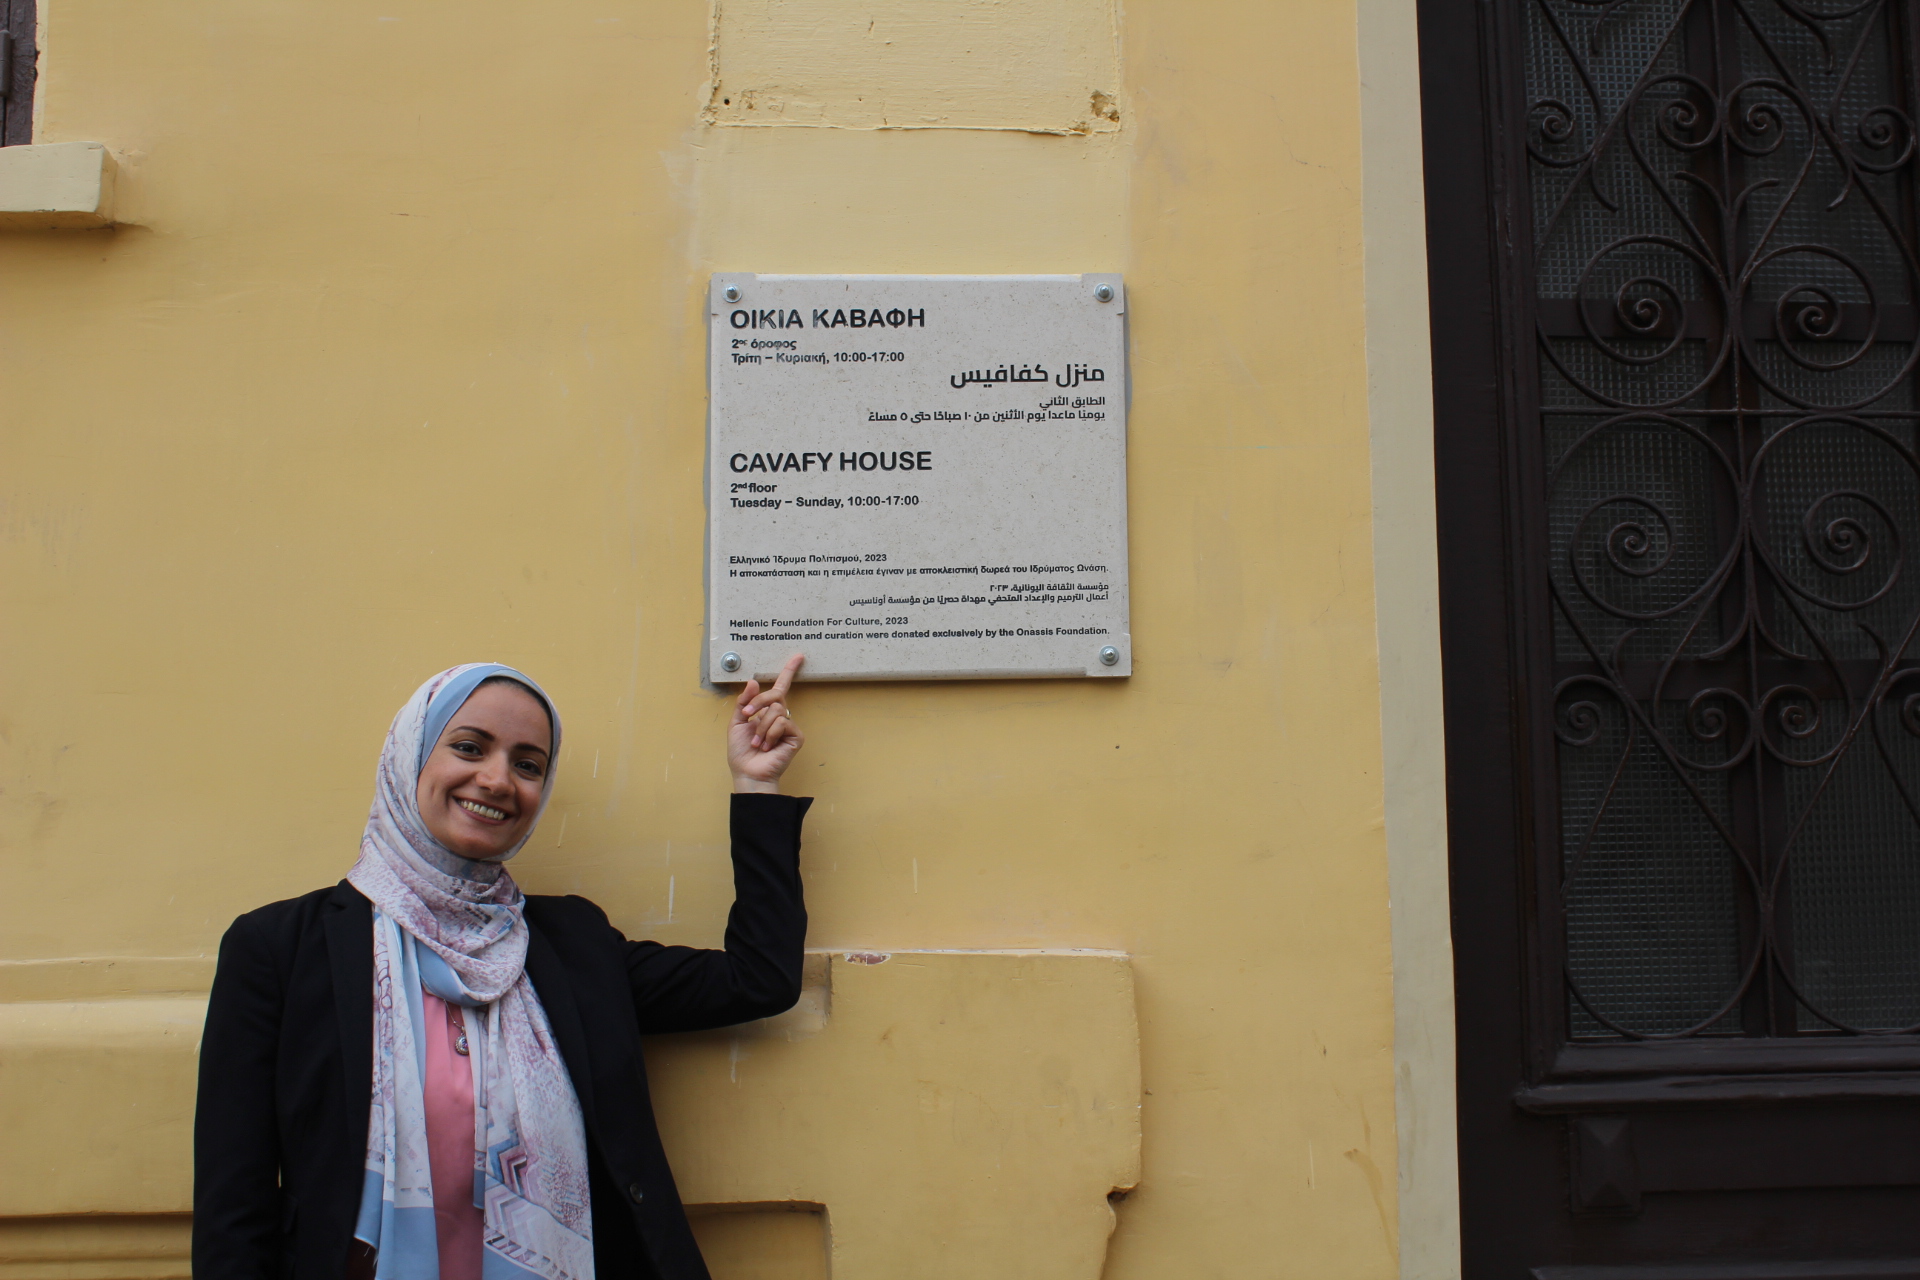 ΟΙΚΙΑ ΚΑΒΑΦΗ
2ος όροφος
Τρίτη – Κυριακή, 10:00-17:00
منزل كفافيس
الطابق الثاني
يوميًا ماعدا يوم الأثنين من ١٠ صباحًا حتى ٥ مساءً
CAVAFY HOUSE
2nd floor
Tuesday – Sunday, 10:00-17:00
Ελληνικό Ίδρυμα Πολιτισμού, 2023
Η αποκατάσταση και η επιμέλεια έγιναν με αποκλειστική δωρεά του Ιδρύματος Ωνάση.
مؤسسة الثقافة اليونانية، ٢٠٢٣
أعمال الترميم والإعداد المتحفي مهداة حصريًا من مؤسسة أوناسيس
Hellenic Foundation For Culture, 2023
The restoration and curation were donated exclusively by the Onassis Foundation.